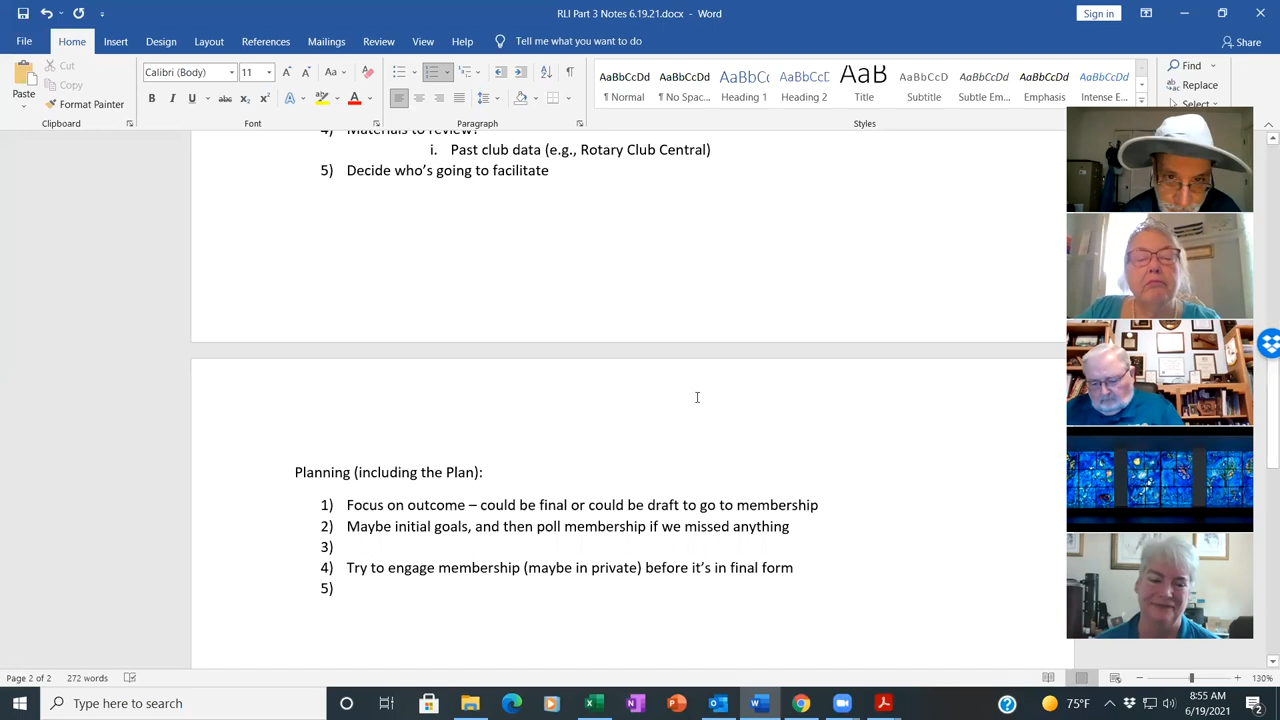 RLI Part 3 Notes 6.19.21.docx - Word
Sign in
File Home Insert Design Layout References Mailings Review View Help Tell me what you want to do Share
Paste
Cut
Copy
Format Painter
Clipboard
Calibri (Body) 11
Font
Paragraph
AaBbCcDd AaBbCcDd AaBbCc AaBbCcD AaB AaBbCcD AaBbCcDd AaBbCcDd AaBbCcDd
¶ Normal ¶ No Spac... Heading 1 Heading 2 Title Subtitle Subtle Em... Emphasis Intense E...
Styles
Find
Replace
Select
4) Materials to review?
i. Past club data (e.g., Rotary Club Central)
5) Decide who's going to facilitate
Planning (including the Plan):
1) Focus on outcome – could be final or could be draft to go to membership
2) Maybe initial goals, and then poll membership if we missed anything
3)
4) Try to engage membership (maybe in private) before it's in final form
5)
Page 2 of 2 272 words 130%
Type here to search
75°F
8:55 AM
6/19/2021
2